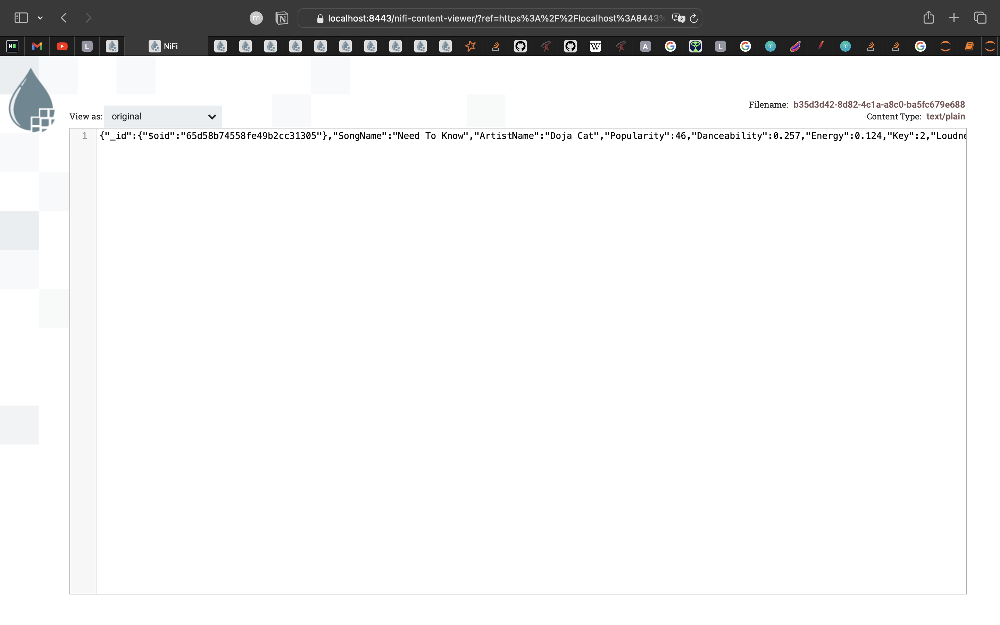 m
localhost:8443/nifi-content-viewer/?ref=https%3A%2F%2Flocalhost%3A8443%
L
NiFi
W
A
L
m
m
Filename: b35d3d42-8d82-4c1a-a8c0-ba5fc679e688
View as: original
Content Type: text/plain
1 {"_id":{"$oid":"65d58b74558fe49b2cc31305"},"SongName":"Need To Know","ArtistName":"Doja Cat","Popularity":46,"Danceability":0.257,"Energy":0.124,"Key":2,"Loudne